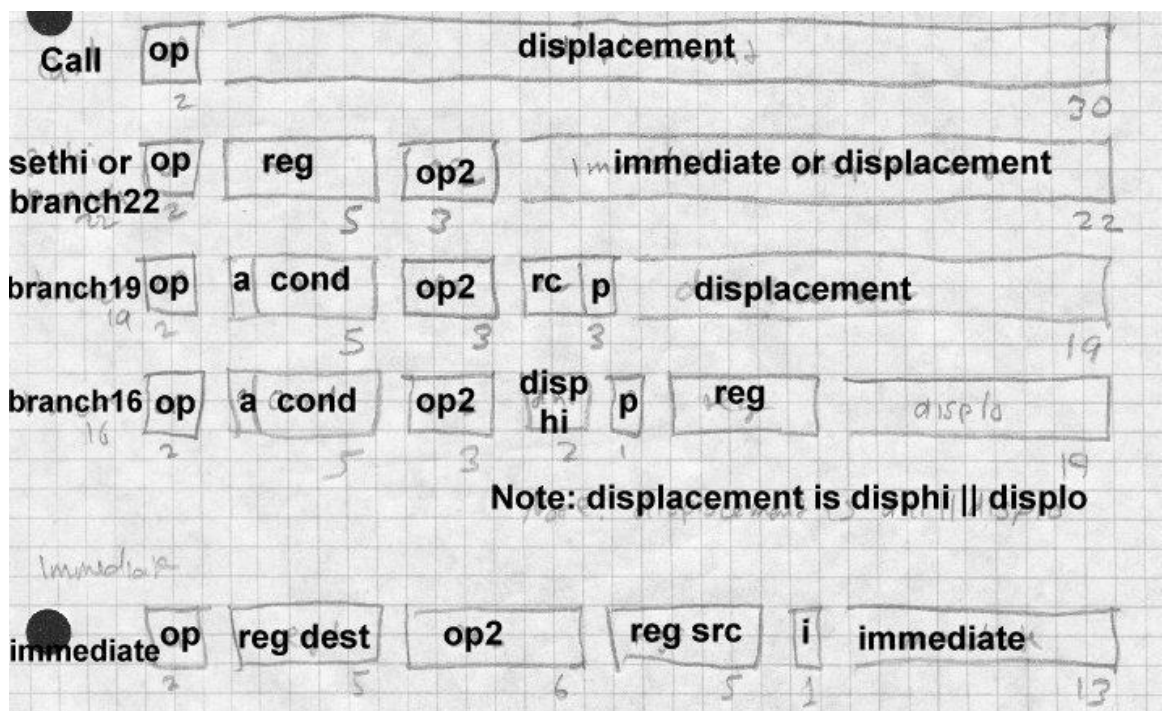 Call op displacement
2 30
sethi or op reg op2 immediate or displacement
branch22
22 2 5 3 22
branch19 op a cond op2 rc p displacement
19 2 5 3 3 19
branch16 op a cond op2 disp hi p reg displo
16 2 5 3 2 1 19
Note: displacement is disphi || displo
Immediate
immediate op reg dest op2 reg src i immediate
2 5 6 5 1 13